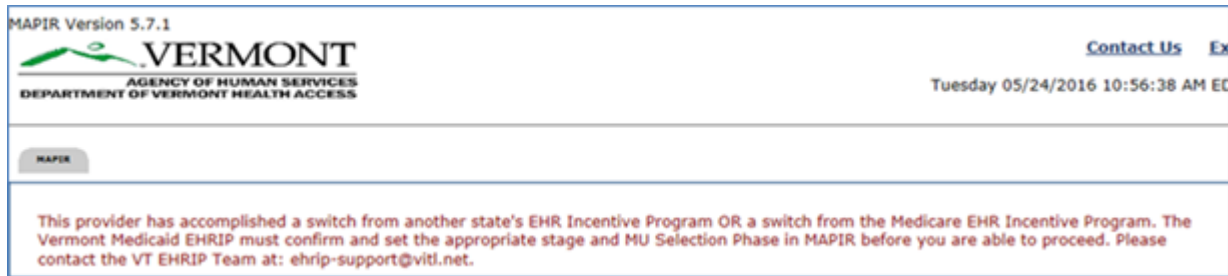 MAPIR Version 5.7.1
VERMONT
AGENCY OF HUMAN SERVICES
DEPARTMENT OF VERMONT HEALTH ACCESS
Contact Us Ex
Tuesday 05/24/2016 10:56:38 AM ED
MAPIR
This provider has accomplished a switch from another state's EHR Incentive Program OR a switch from the Medicare EHR Incentive Program. The
Vermont Medicaid EHRIP must confirm and set the appropriate stage and MU Selection Phase in MAPIR before you are able to proceed. Please
contact the VT EHRIP Team at: ehrip-support@vitl.net.